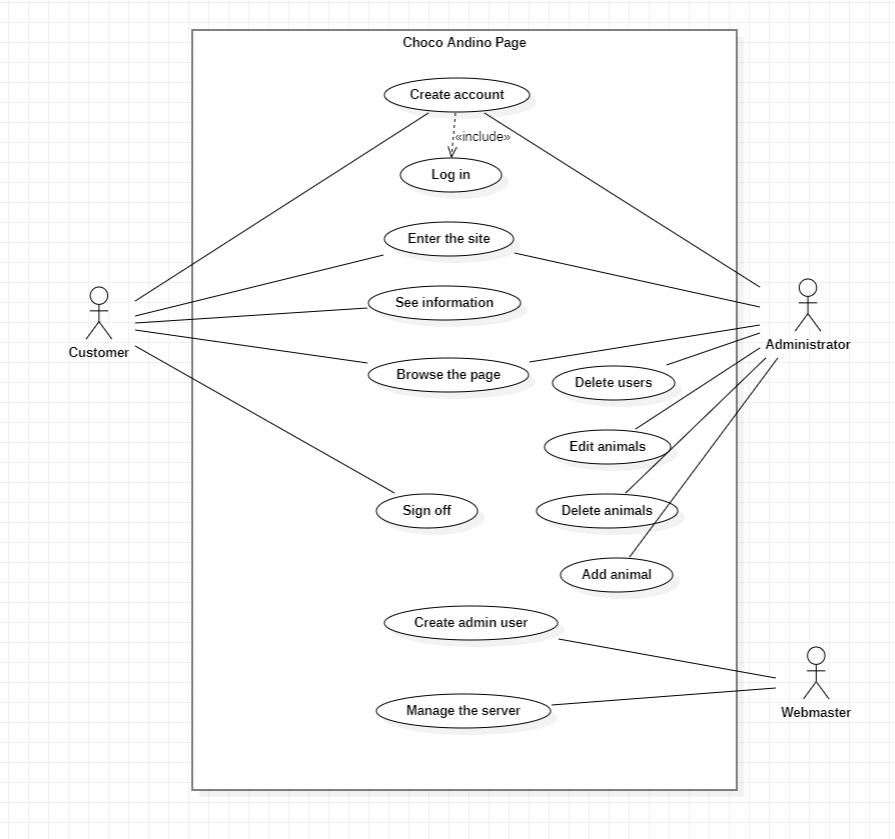 Choco Andino Page
Create account
«include»
Log in
Enter the site
See information
Customer
Administrator
Browse the page
Delete users
Edit animals
Sign off
Delete animals
Add animal
Create admin user
Manage the server
Webmaster